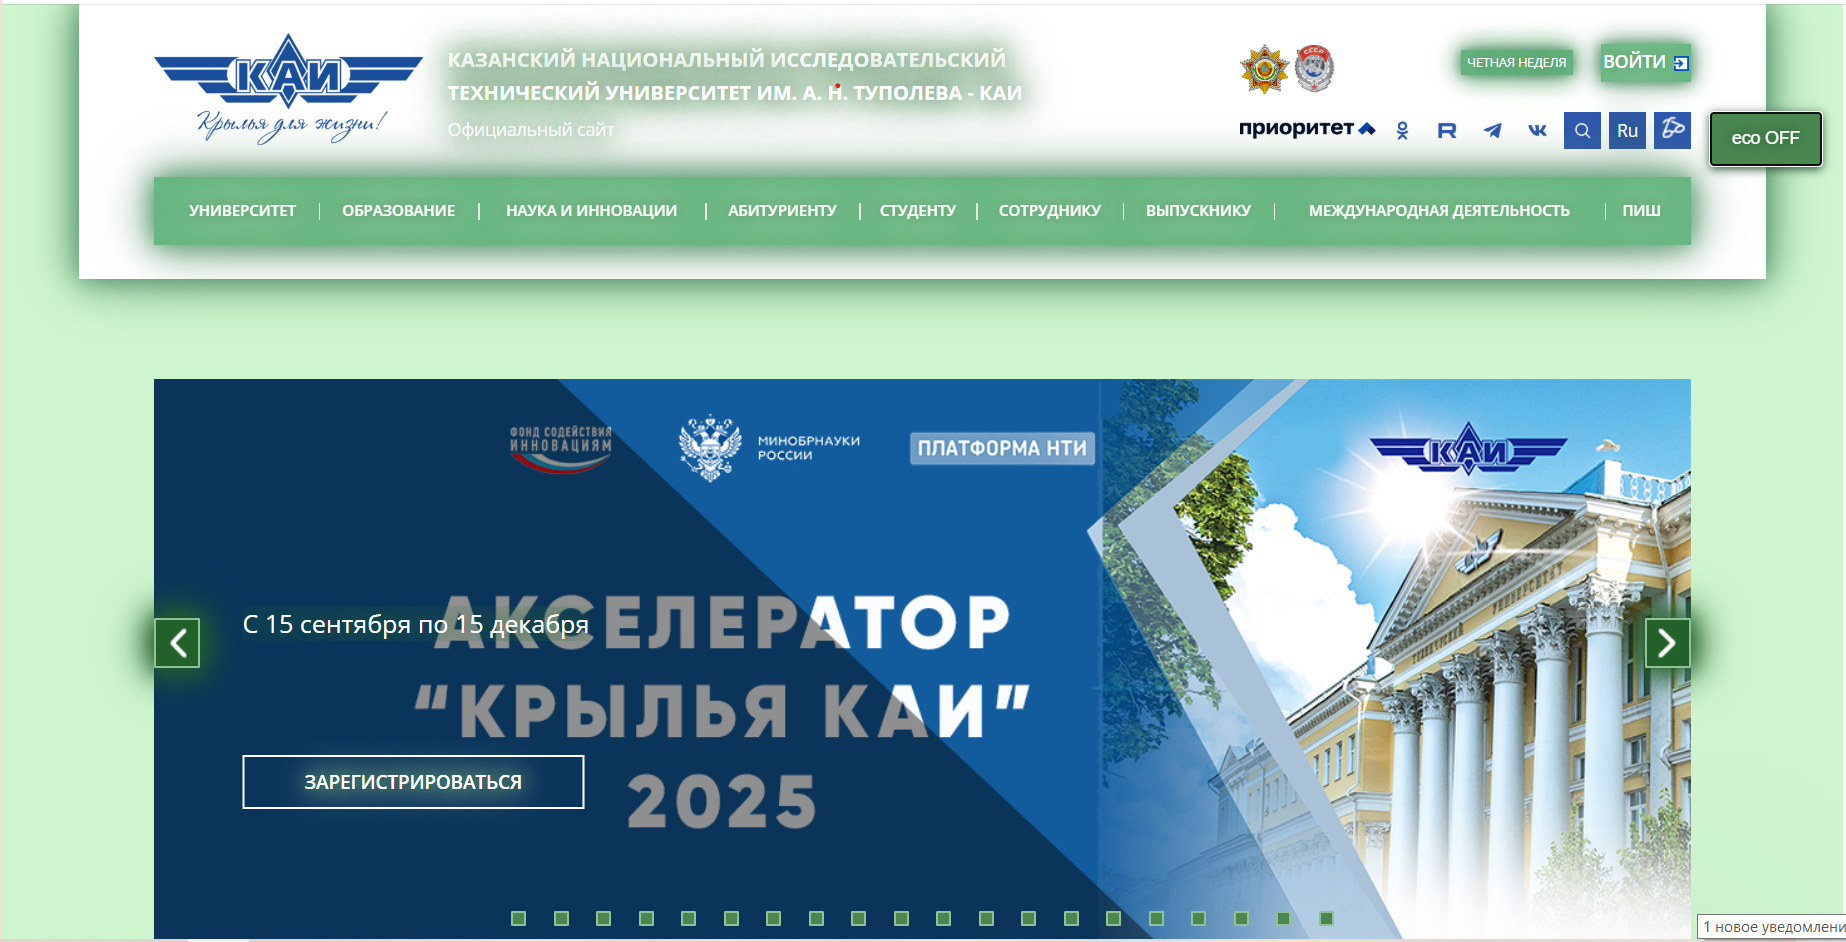 КАИ
Крылья для жизни!
КАЗАНСКИЙ НАЦИОНАЛЬНЫЙ ИССЛЕДОВАТЕЛЬСКИЙ
ТЕХНИЧЕСКИЙ УНИВЕРСИТЕТ ИМ. А. Н. ТУПОЛЕВА - КАИ
Официальный сайт
СССР
ЧЕТНАЯ НЕДЕЛЯ
ВОЙТИ
приоритет
Ru
eco OFF
УНИВЕРСИТЕТ
ОБРАЗОВАНИЕ
НАУКА И ИННОВАЦИИ
АБИТУРИЕНТУ
СТУДЕНТУ
СОТРУДНИКУ
ВЫПУСКНИКУ
МЕЖДУНАРОДНАЯ ДЕЯТЕЛЬНОСТЬ
ПИШ
ФОНД СОДЕЙСТВИЯ
ИННОВАЦИЯМ
МИНОБРНАУКИ
РОССИИ
ПЛАТФОРМА НТИ
КАИ
УНИВЕРСИТЕТ
С 15 сентября по 15 декабря
АКСЕЛЕРАТОР
“КРЫЛЬЯ КАИ”
2025
ЗАРЕГИСТРИРОВАТЬСЯ
1 новое уведомлени